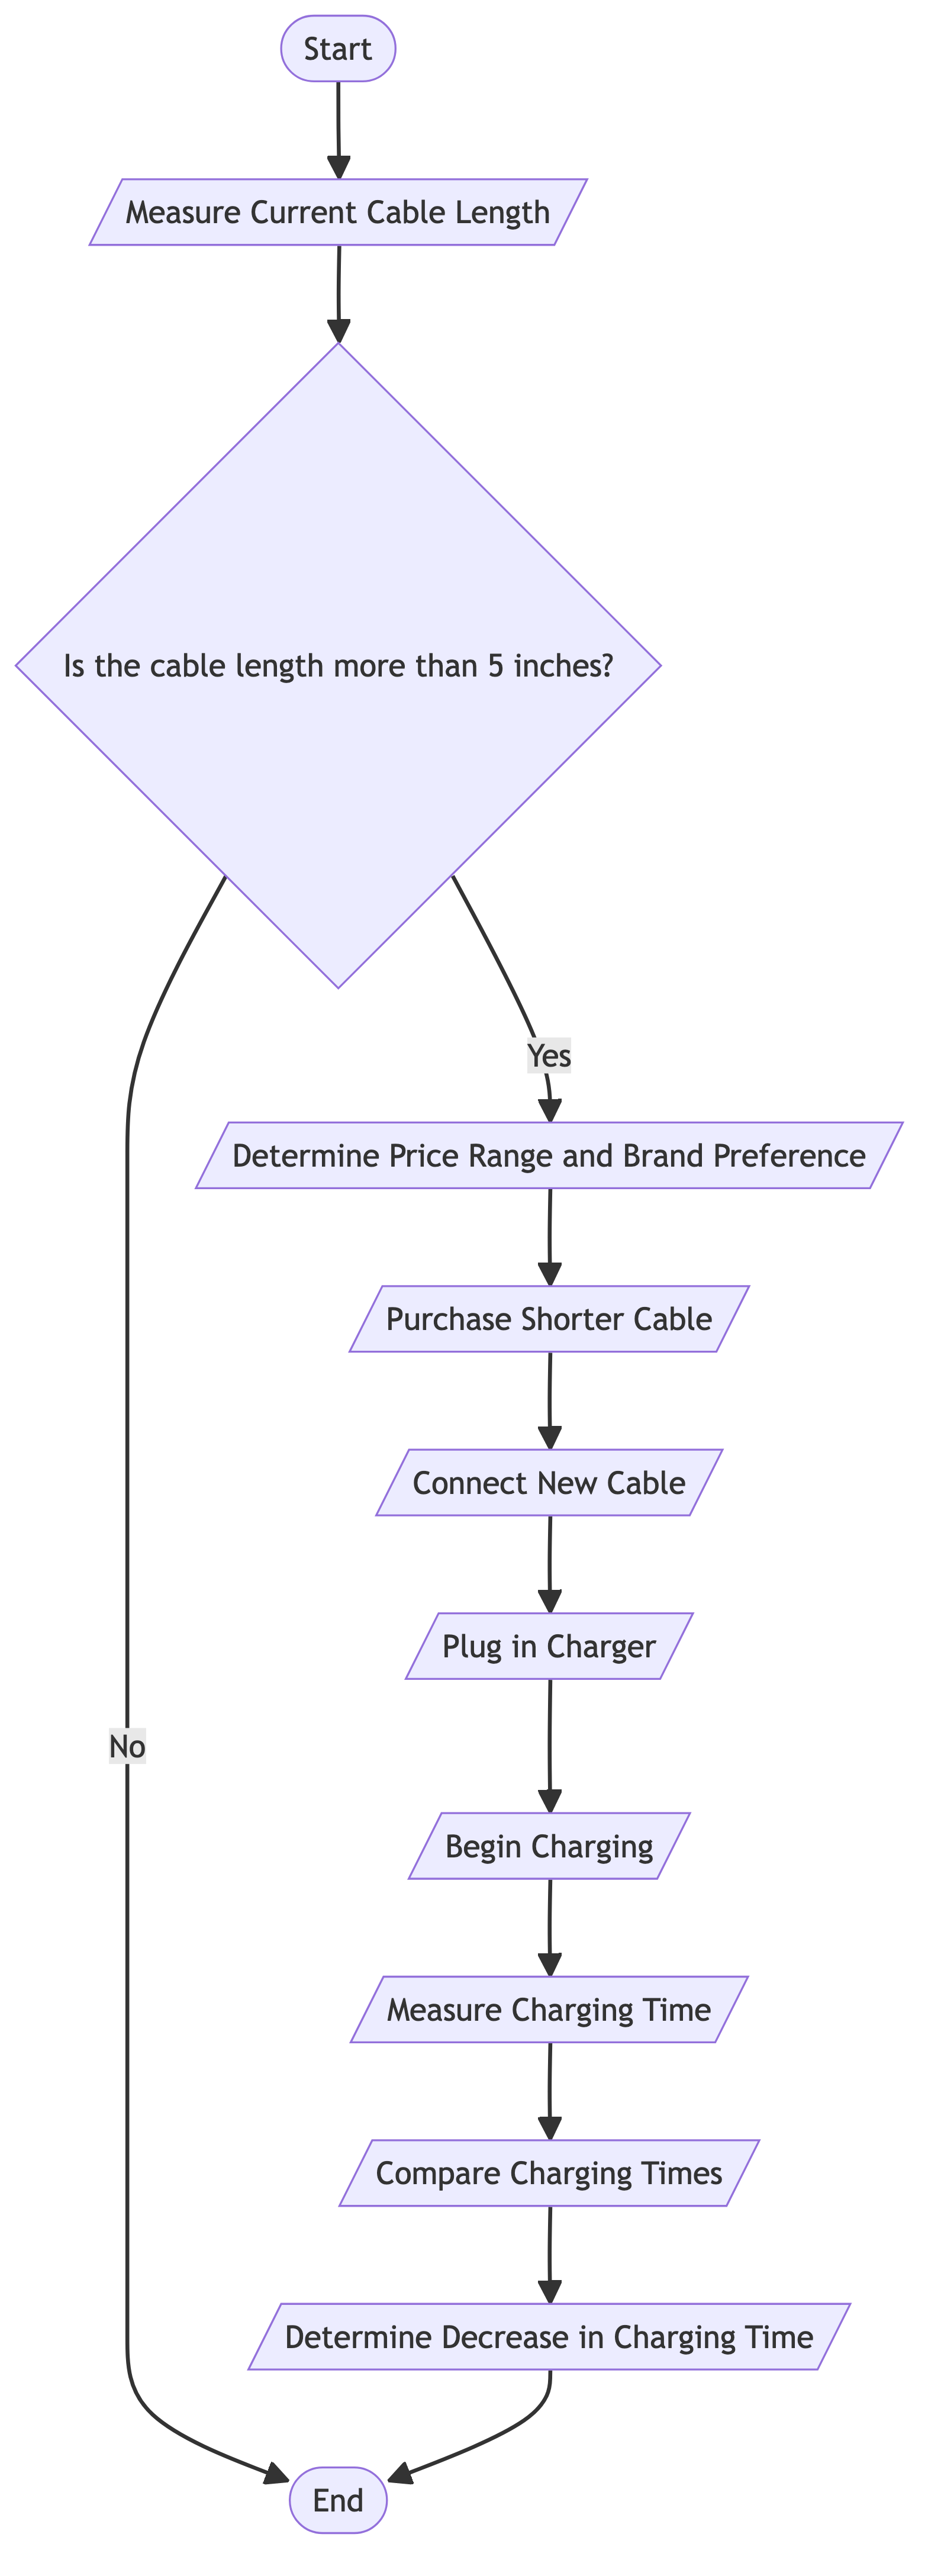 Start
Measure Current Cable Length
Is the cable length more than 5 inches?
Yes
Determine Price Range and Brand Preference
Purchase Shorter Cable
Connect New Cable
Plug in Charger
No
Begin Charging
Measure Charging Time
Compare Charging Times
Determine Decrease in Charging Time
End